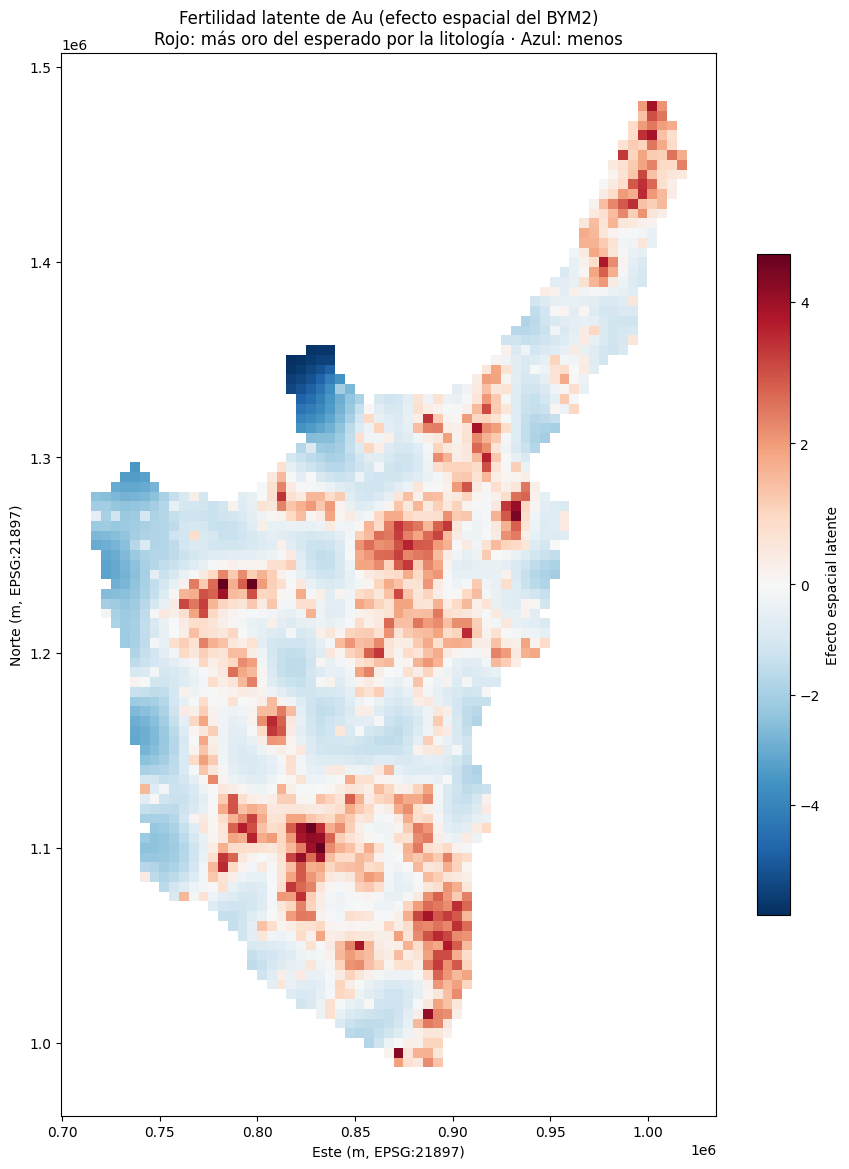 Fertilidad latente de Au (efecto espacial del BYM2)
Rojo: más oro del esperado por la litología · Azul: menos
1e6
1.5
1.4
1.3
1.2
1.1
1.0
Norte (m, EPSG:21897)
0.70
0.75
0.80
0.85
0.90
0.95
1.00
1e6
Este (m, EPSG:21897)
4
2
0
−2
−4
Efecto espacial latente